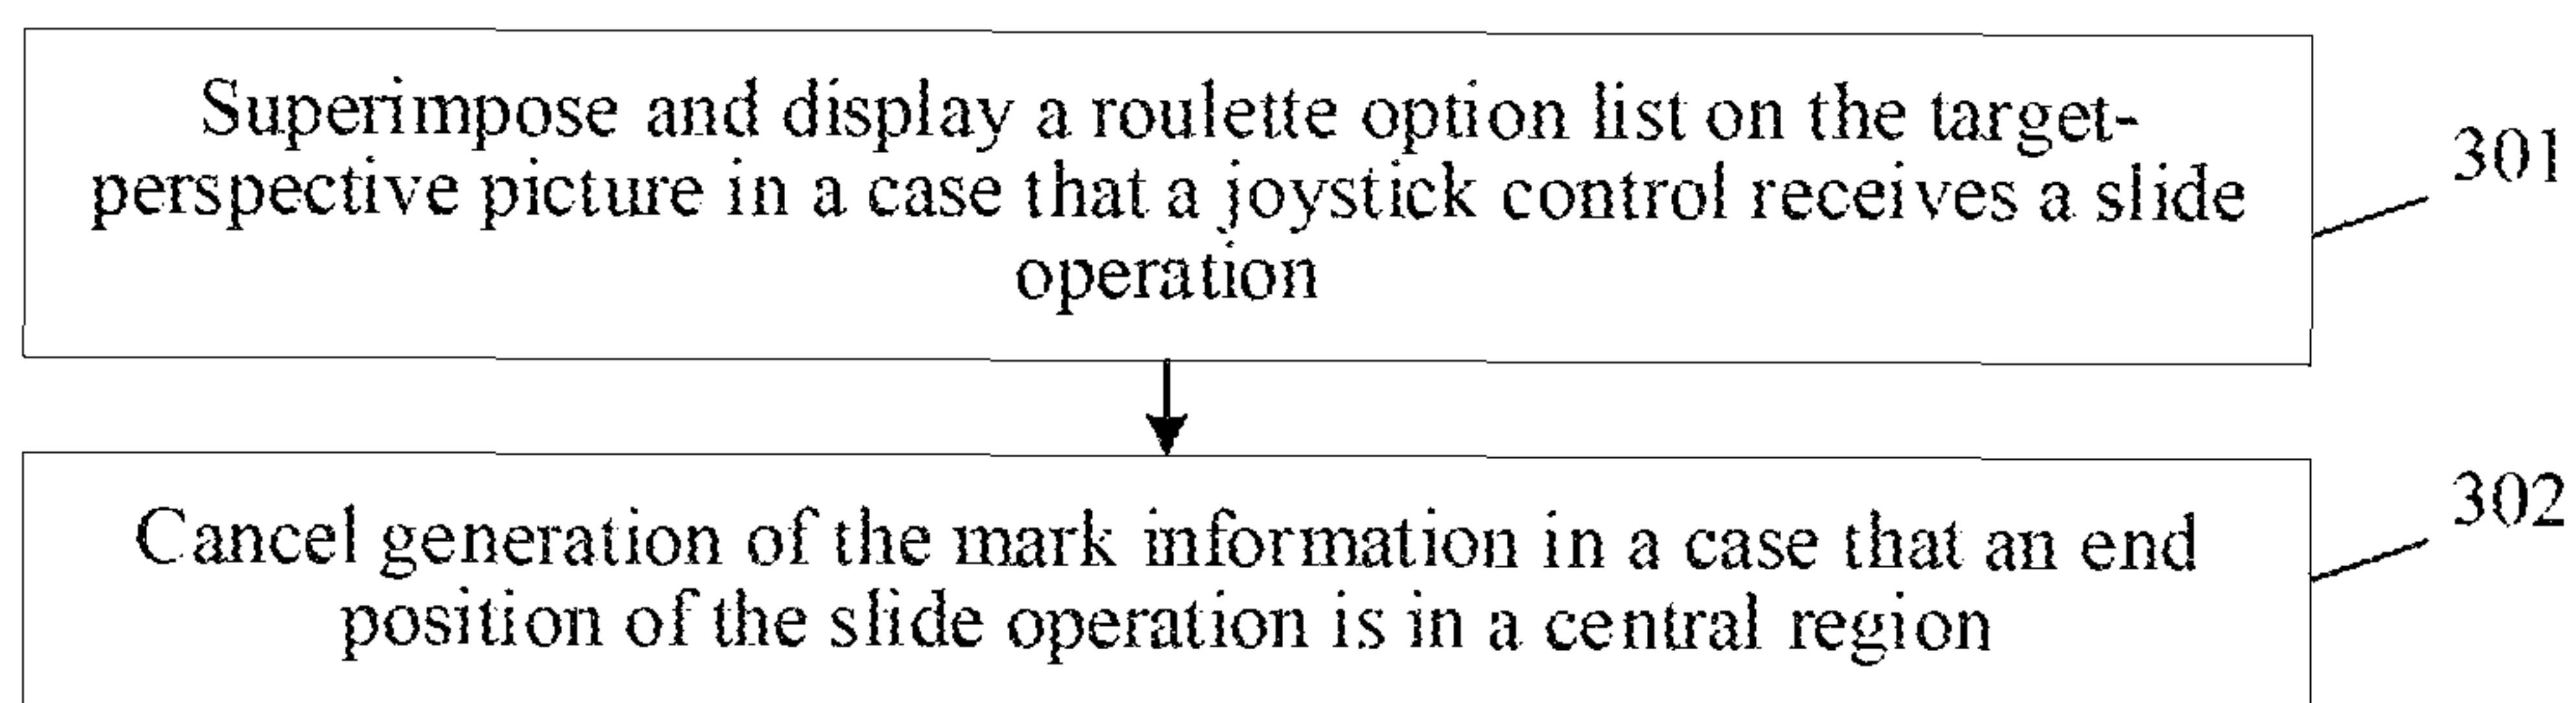 Superimpose and display a roulette option list on the target-
perspective picture in a case that a joystick control receives a slide
operation
301
Cancel generation of the mark information in a case that an end
position of the slide operation is in a central region
302